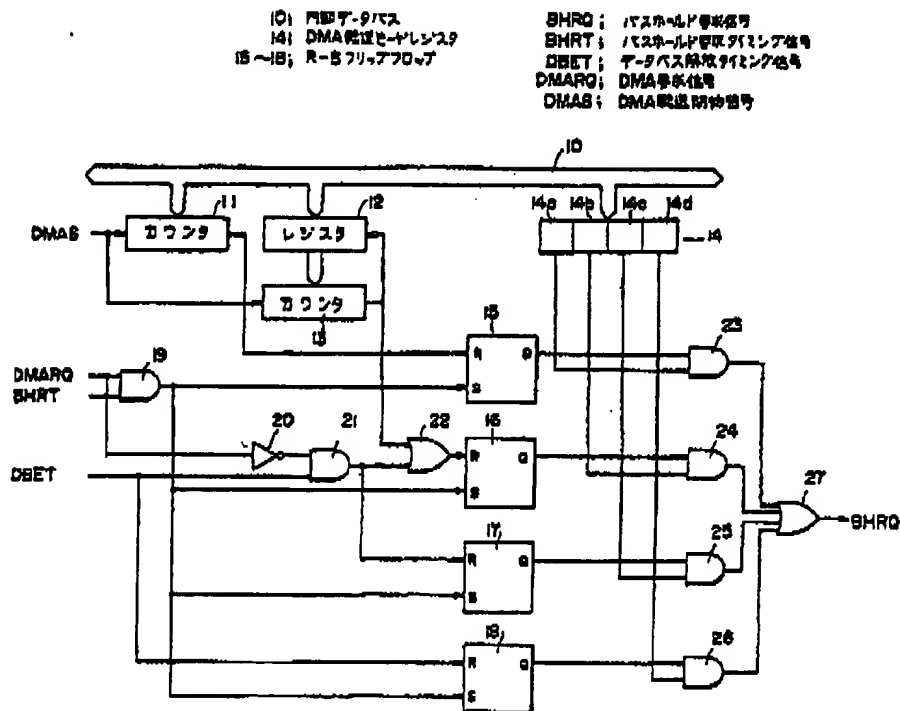 10; 内部データバス
14; DMA転送モードレジスタ
15～18; R-Sフリップフロップ
BHRQ; バスホールド要求信号
BHRT; バスホールド要求タイミング信号
DBET; データバス解放タイミング信号
DMARQ; DMA要求信号
DMAS; DMA転送開始信号
10
11
12
14a 14b 14c 14d
DMAS
カウンタ
レジスタ
14
カウンタ
13
15
R Q
S
23
DMARQ
BHRT
19
20
21
22
16
R Q
S
24
27
DBET
BHRQ
17
R Q
S
25
18
R Q
S
26